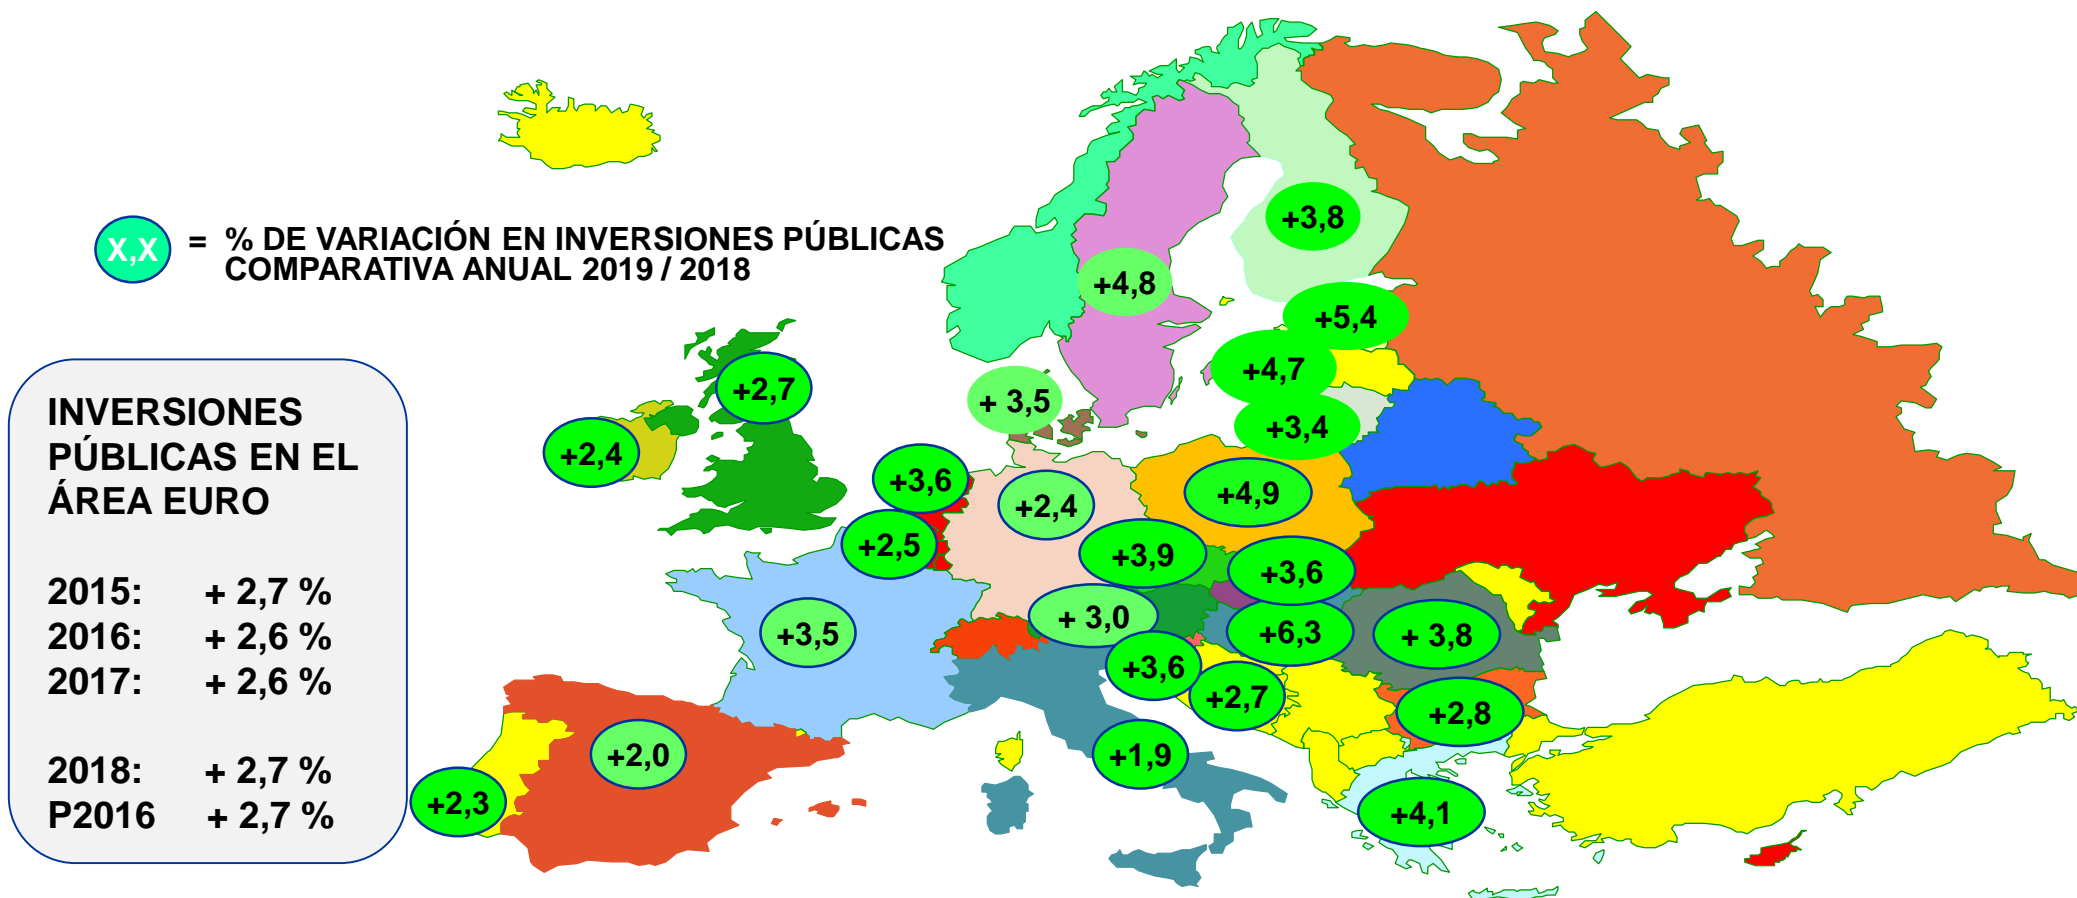 X,X = % DE VARIACIÓN EN INVERSIONES PÚBLICAS
COMPARATIVA ANUAL 2019 / 2018
INVERSIONES
PÚBLICAS EN EL
ÁREA EURO
2015: + 2,7 %
2016: + 2,6 %
2017: + 2,6 %
2018: + 2,7 %
P2016 + 2,7 %
+3,8
+4,8
+5,4
+4,7
+2,7
+ 3,5
+3,4
+2,4
+3,6
+4,9
+2,4
+2,5
+3,9
+3,6
+ 3,0
+3,5
+6,3
+ 3,8
+3,6
+2,7
+2,8
+2,0
+1,9
+2,3
+4,1